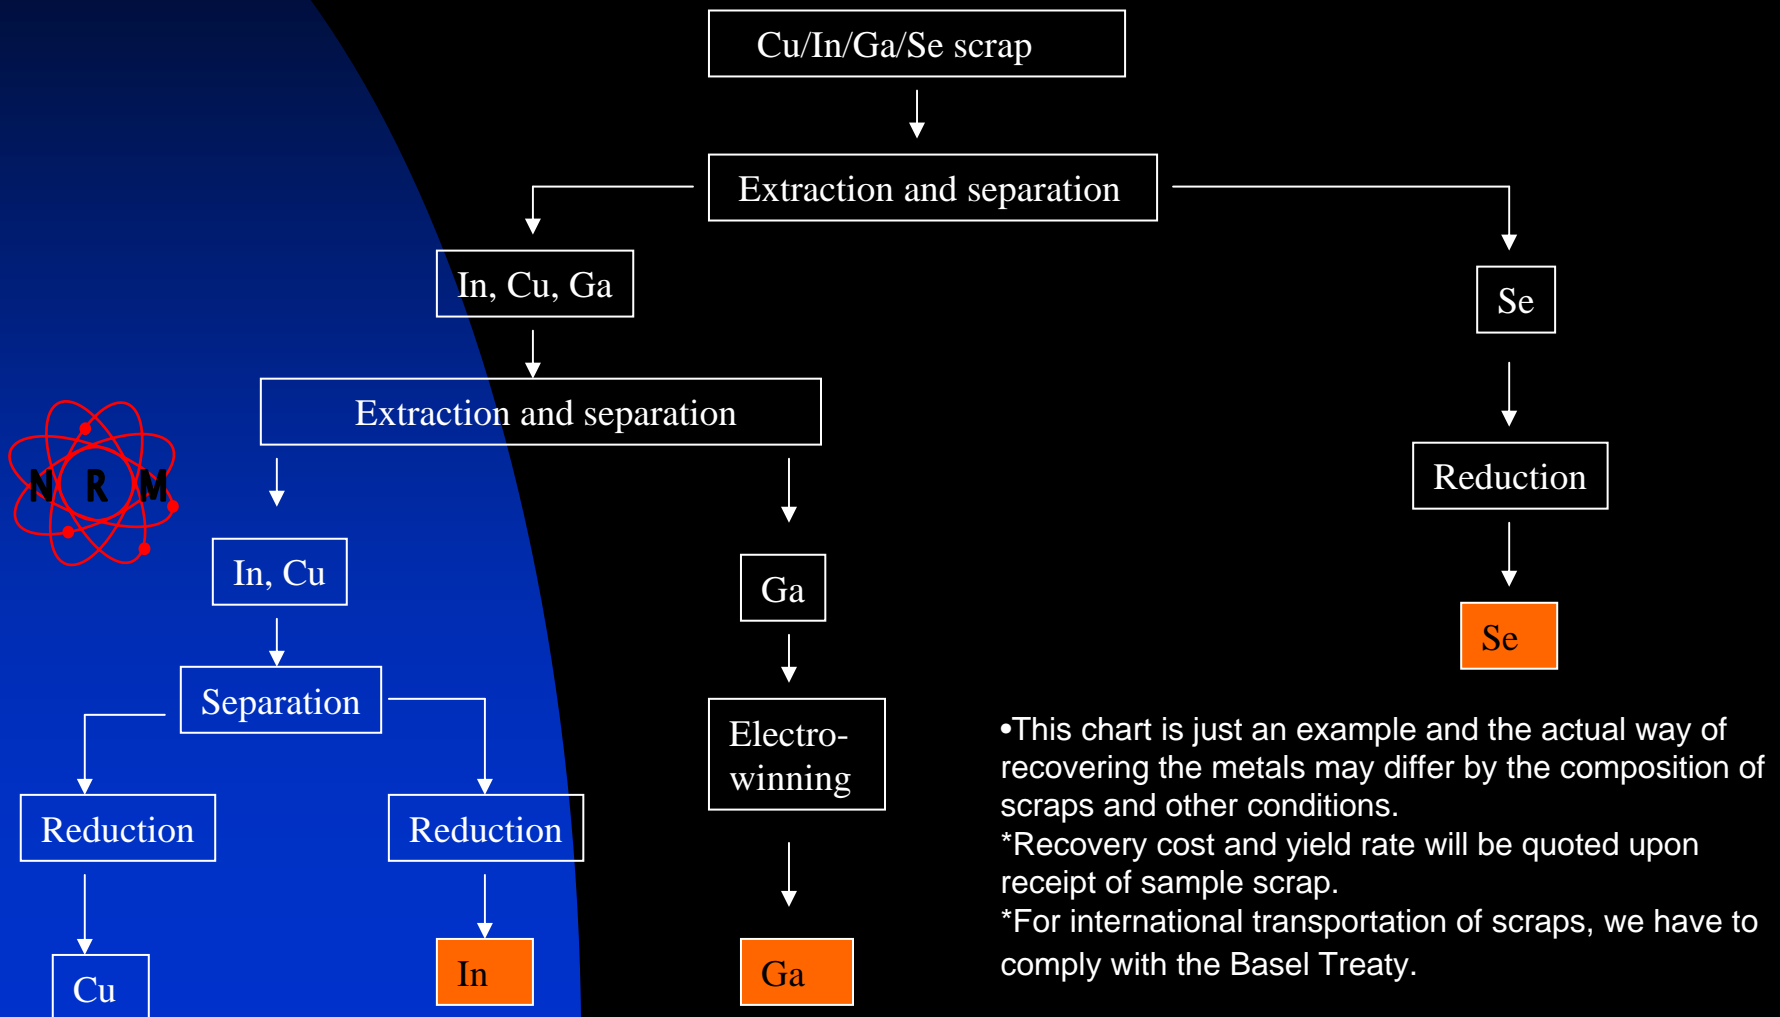 Cu/In/Ga/Se scrap
Extraction and separation
In, Cu, Ga
Se
Extraction and separation
Reduction
N R M
In, Cu
Ga
Se
Separation
Electro-
winning
Reduction
Reduction
Cu
In
Ga
•This chart is just an example and the actual way of
recovering the metals may differ by the composition of
scraps and other conditions.
*Recovery cost and yield rate will be quoted upon
receipt of sample scrap.
*For international transportation of scraps, we have to
comply with the Basel Treaty.